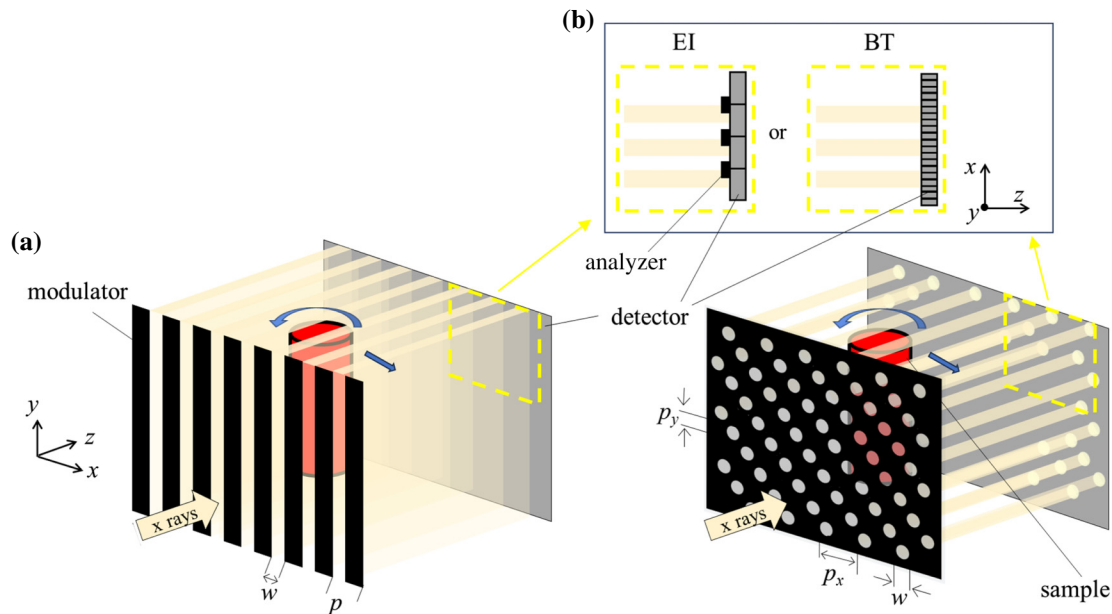 (b)
EI
BT
or
x
z
y
(a)
modulator
analyzer
detector
y
z
x
x rays
w
p
p_y
x rays
p_x
w
sample